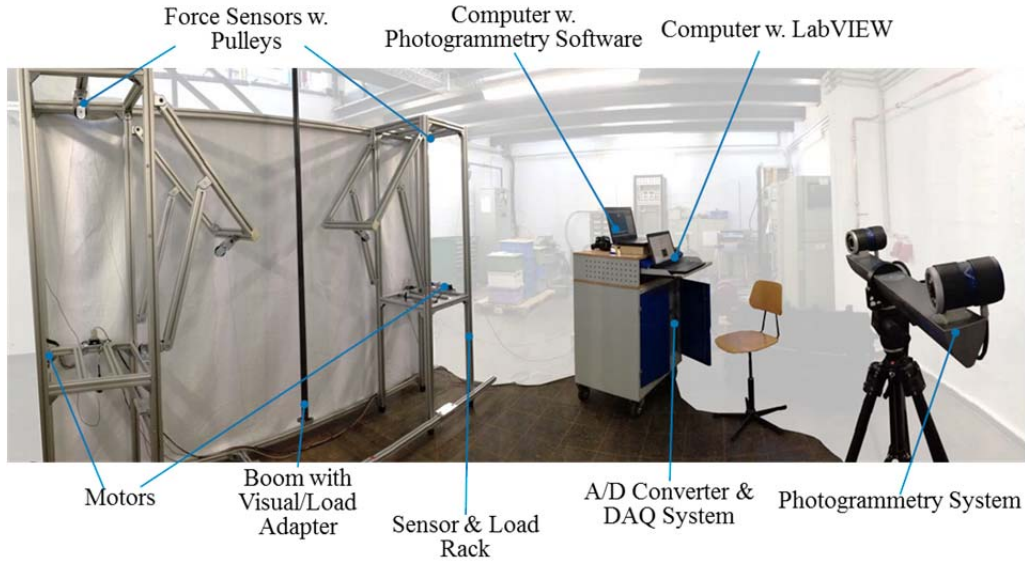 Force Sensors w.
Pulleys
Computer w.
Photogrammetry Software
Computer w. LabVIEW
Motors
Boom with
Visual/Load
Adapter
Sensor & Load
Rack
A/D Converter &
DAQ System
Photogrammetry System